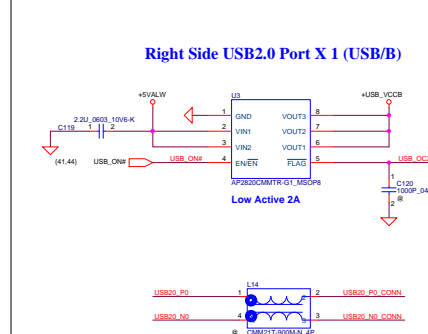 Right Side USB2.0 Port X 1 (USB/B)
+5VALW
U3
+USB_VCCB
2.2U_0603_10V6-K
C119 1 2
1 GND VOUT3 8
2 VIN1 VOUT2 7
3 VIN2 VOUT1 6
(41,44) USB_ON# USB_ON# 4 EN/EN FLAG 5
AP2820CMMTR-G1_MSOP8
Low Active 2A
1
C120
1000P_04
@
2
L14
USB20_P0 1 2 USB20_P0_CONN
USB20_N0 4 3 USB20_N0_CONN
@ CMM21T-900M-N_4P